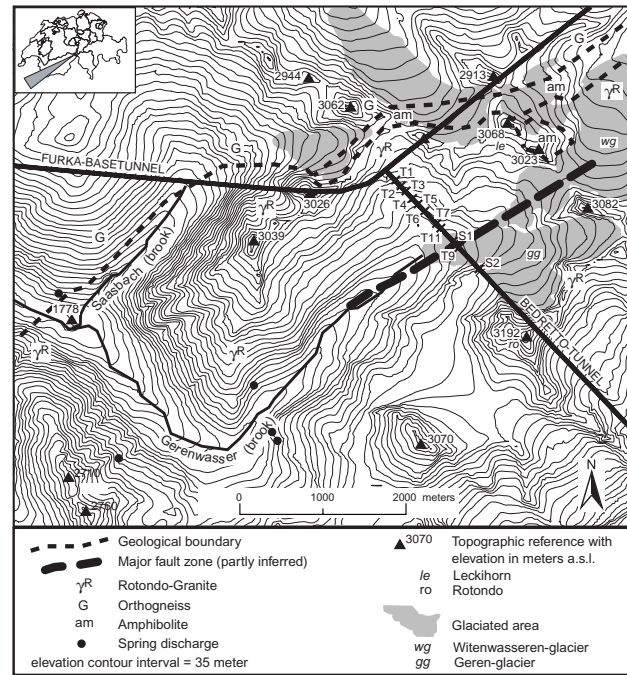 G
2944
2913
3062
G
am
am
γR
γR
3068
le
am
3023
wg
G
FURKA-BASETUNNEL
T1
T2
T3
T4
T5
T6
T7
3026
γR
3039
3082
T11
S1
T9
gg
S2
G
Saasbach (brook)
1778
γR
BEDRETTO-TUNNEL
3192
ro
γR
Gerenwasser (brook)
3070
N
0 1000 2000 meters
Geological boundary
Major fault zone (partly inferred)
γR Rotondo-Granite
G Orthogneiss
am Amphibolite
Spring discharge
elevation contour interval = 35 meter
3070 Topographic reference with
elevation in meters a.s.l.
le Leckihorn
ro Rotondo
Glaciated area
wg Witenwasseren-glacier
gg Geren-glacier